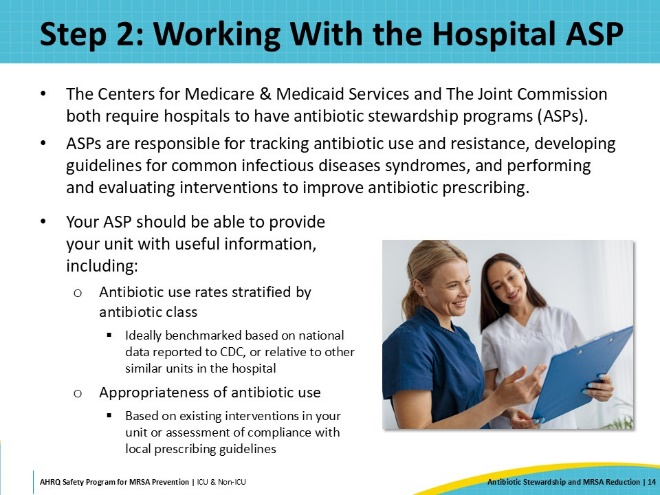 Step 2: Working With the Hospital ASP
• The Centers for Medicare & Medicaid Services and The Joint Commission
both require hospitals to have antibiotic stewardship programs (ASPs).
• ASPs are responsible for tracking antibiotic use and resistance, developing
guidelines for common infectious diseases syndromes, and performing
and evaluating interventions to improve antibiotic prescribing.
• Your ASP should be able to provide
your unit with useful information,
including:
o Antibiotic use rates stratified by
antibiotic class
▪ Ideally benchmarked based on national
data reported to CDC, or relative to other
similar units in the hospital
o Appropriateness of antibiotic use
▪ Based on existing interventions in your
unit or assessment of compliance with
local prescribing guidelines
AHRQ Safety Program for MRSA Prevention | ICU & Non-ICU
Antibiotic Stewardship and MRSA Reduction | 14